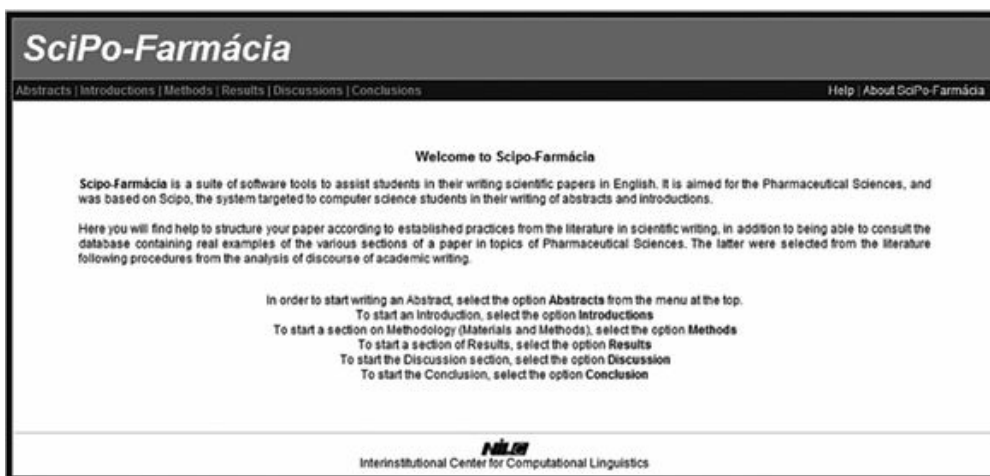 SciPo-Farmácia
Abstracts | Introductions | Methods | Results | Discussions | Conclusions
Help | About SciPo-Farmácia
Welcome to Scipo-Farmácia
Scipo-Farmácia is a suite of software tools to assist students in their writing scientific papers in English. It is aimed for the Pharmaceutical Sciences, and
was based on Scipo, the system targeted to computer science students in their writing of abstracts and introductions.
Here you will find help to structure your paper according to established practices from the literature in scientific writing, in addition to being able to consult the
database containing real examples of the various sections of a paper in topics of Pharmaceutical Sciences. The latter were selected from the literature
following procedures from the analysis of discourse of academic writing.
In order to start writing an Abstract, select the option Abstracts from the menu at the top.
To start an Introduction, select the option Introductions
To start a section on Methodology (Materials and Methods), select the option Methods
To start a section of Results, select the option Results
To start the Discussion section, select the option Discussion
To start the Conclusion, select the option Conclusion
NILC
Interinstitutional Center for Computational Linguistics